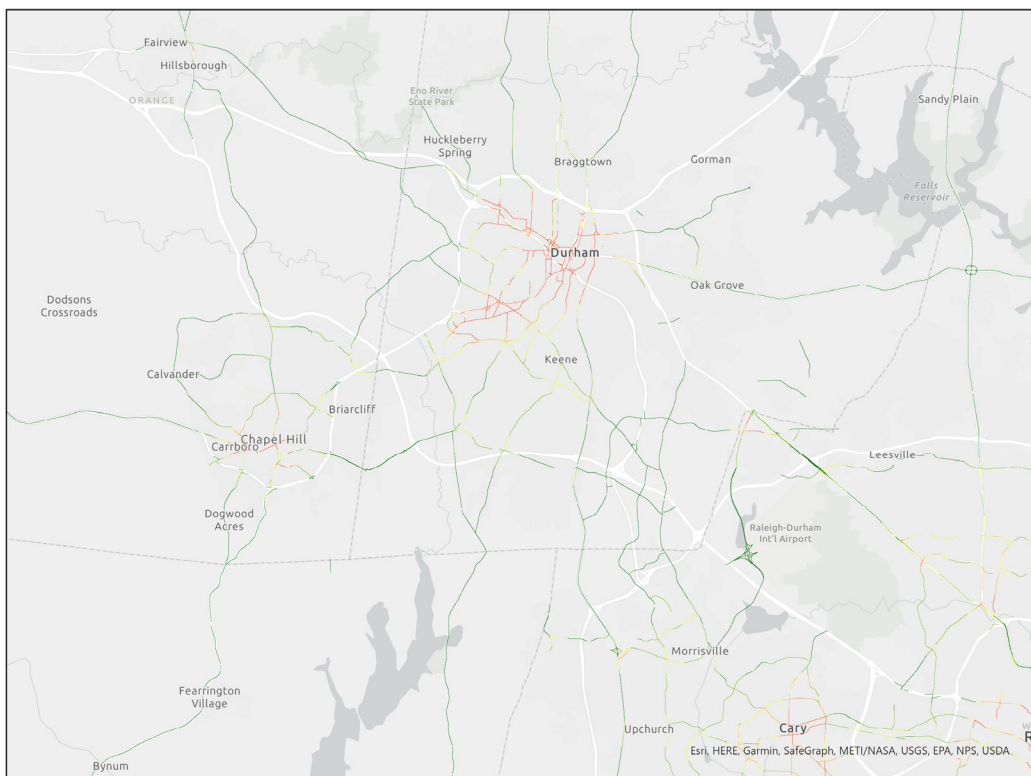 Fairview
Hillsborough
ORANGE
Eno River
State Park
Sandy Plain
Huckleberry
Spring
Braggtown
Gorman
Falls
Reservoir
Durham
Oak Grove
Dodsons
Crossroads
Keene
Calvander
Briarcliff
Chapel Hill
Carrboro
Leesville
Dogwood
Acres
Raleigh-Durham
Int'l Airport
Morrisville
Fearrington
Village
Upchurch
Cary
W
R
Esri, HERE, Garmin, SafeGraph, METI/NASA, USGS, EPA, NPS, USDA
Bynum